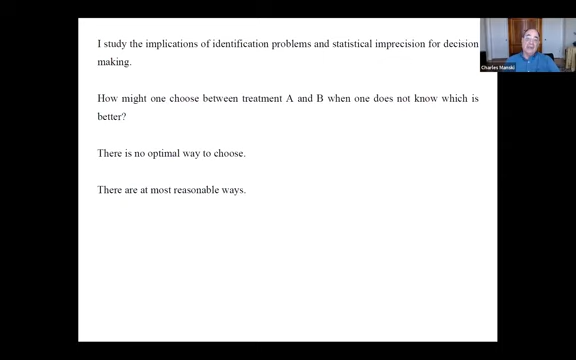 I study the implications of identification problems and statistical imprecision for decision
making.
How might one choose between treatment A and B when one does not know which is
better?
There is no optimal way to choose.
There are at most reasonable ways.
Charles Manski